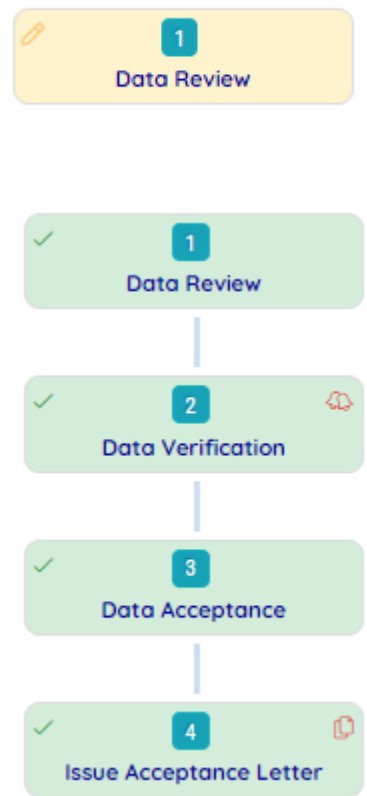 1
Data Review
1
Data Review
2
Data Verification
3
Data Acceptance
4
Issue Acceptance Letter